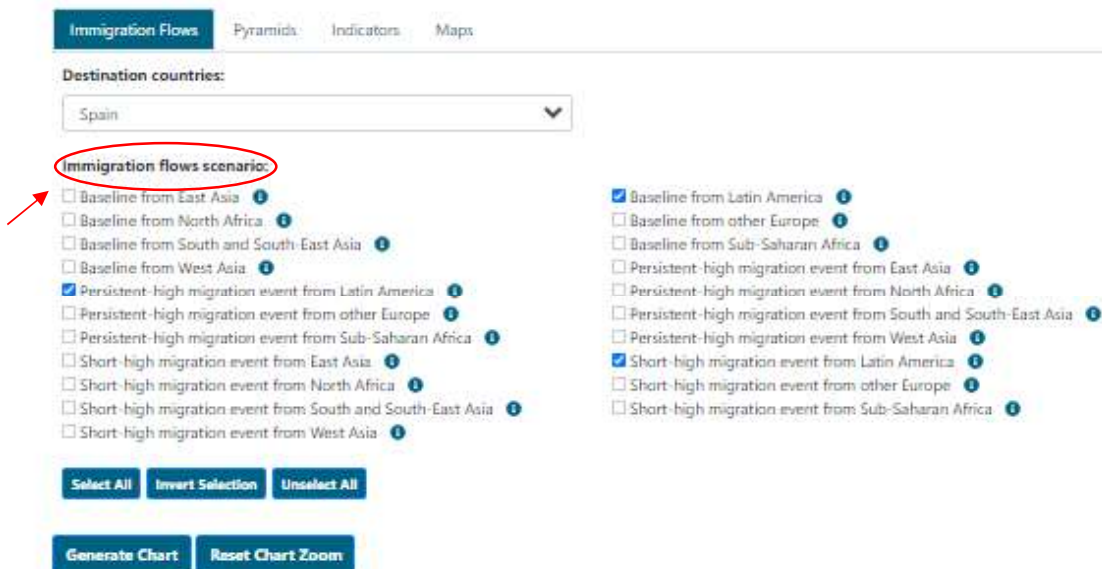 Immigration Flows Pyramids Indicators Maps
Destination countries:
Spain
Immigration flows scenario:
Baseline from East Asia
Baseline from North Africa
Baseline from South and South-East Asia
Baseline from West Asia
Persistent-high migration event from Latin America
Persistent-high migration event from other Europe
Persistent-high migration event from Sub-Saharan Africa
Short-high migration event from East Asia
Short-high migration event from North Africa
Short-high migration event from South and South-East Asia
Short-high migration event from West Asia
Baseline from Latin America
Baseline from other Europe
Baseline from Sub-Saharan Africa
Persistent-high migration event from East Asia
Persistent-high migration event from North Africa
Persistent-high migration event from South and South-East Asia
Persistent-high migration event from West Asia
Short-high migration event from Latin America
Short-high migration event from other Europe
Short-high migration event from Sub-Saharan Africa
Select All Invert Selection Unselect All
Generate Chart Reset Chart Zoom